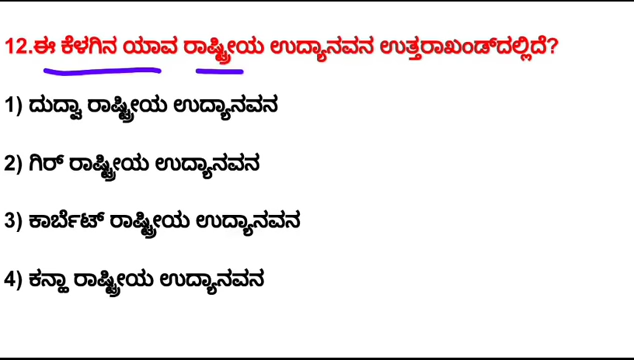 12.ಈ ಕೆಳಗಿನ ಯಾವ ರಾಷ್ಟ್ರೀಯ ಉದ್ಯಾನವನ ಉತ್ತರಾಖಂಡ್‌ದಲ್ಲಿದೆ?
1) ದುದ್ವಾ ರಾಷ್ಟ್ರೀಯ ಉದ್ಯಾನವನ
2) ಗಿರ್ ರಾಷ್ಟ್ರೀಯ ಉದ್ಯಾನವನ
3) ಕಾರ್ಬೆಟ್ ರಾಷ್ಟ್ರೀಯ ಉದ್ಯಾನವನ
4) ಕನ್ಹಾ ರಾಷ್ಟ್ರೀಯ ಉದ್ಯಾನವನ